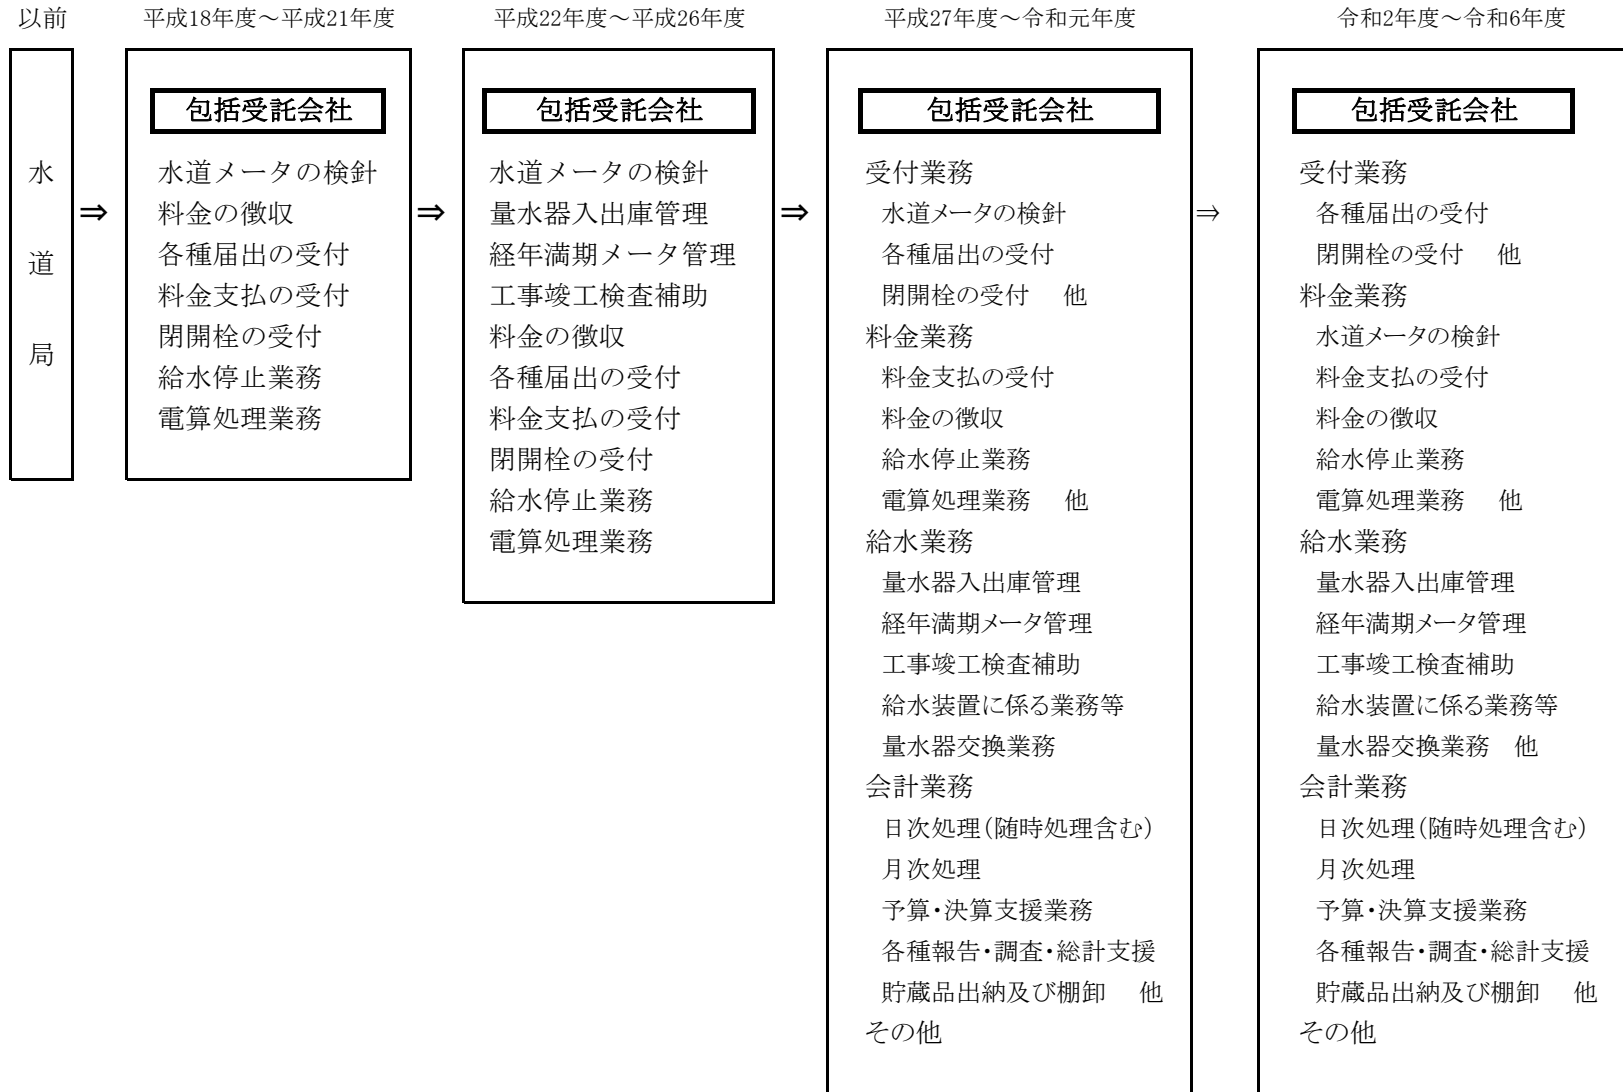 以前
水
道
局
⇒
平成18年度～平成21年度
包括受託会社
水道メータの検針
料金の徴収
各種届出の受付
料金支払の受付
閉開栓の受付
給水停止業務
電算処理業務
⇒
平成22年度～平成26年度
包括受託会社
水道メータの検針
量水器入出庫管理
経年満期メータ管理
工事竣工検査補助
料金の徴収
各種届出の受付
料金支払の受付
閉開栓の受付
給水停止業務
電算処理業務
⇒
平成27年度～令和元年度
包括受託会社
受付業務
水道メータの検針
各種届出の受付
閉開栓の受付　他
料金業務
料金支払の受付
料金の徴収
給水停止業務
電算処理業務　他
給水業務
量水器入出庫管理
経年満期メータ管理
工事竣工検査補助
給水装置に係る業務等
量水器交換業務
会計業務
日次処理（随時処理含む）
月次処理
予算・決算支援業務
各種報告・調査・総計支援
貯蔵品出納及び棚卸　他
その他
⇒
令和2年度～令和6年度
包括受託会社
受付業務
各種届出の受付
閉開栓の受付　他
料金業務
水道メータの検針
料金支払の受付
料金の徴収
給水停止業務
電算処理業務　他
給水業務
量水器入出庫管理
経年満期メータ管理
工事竣工検査補助
給水装置に係る業務等
量水器交換業務　他
会計業務
日次処理（随時処理含む）
月次処理
予算・決算支援業務
各種報告・調査・総計支援
貯蔵品出納及び棚卸　他
その他